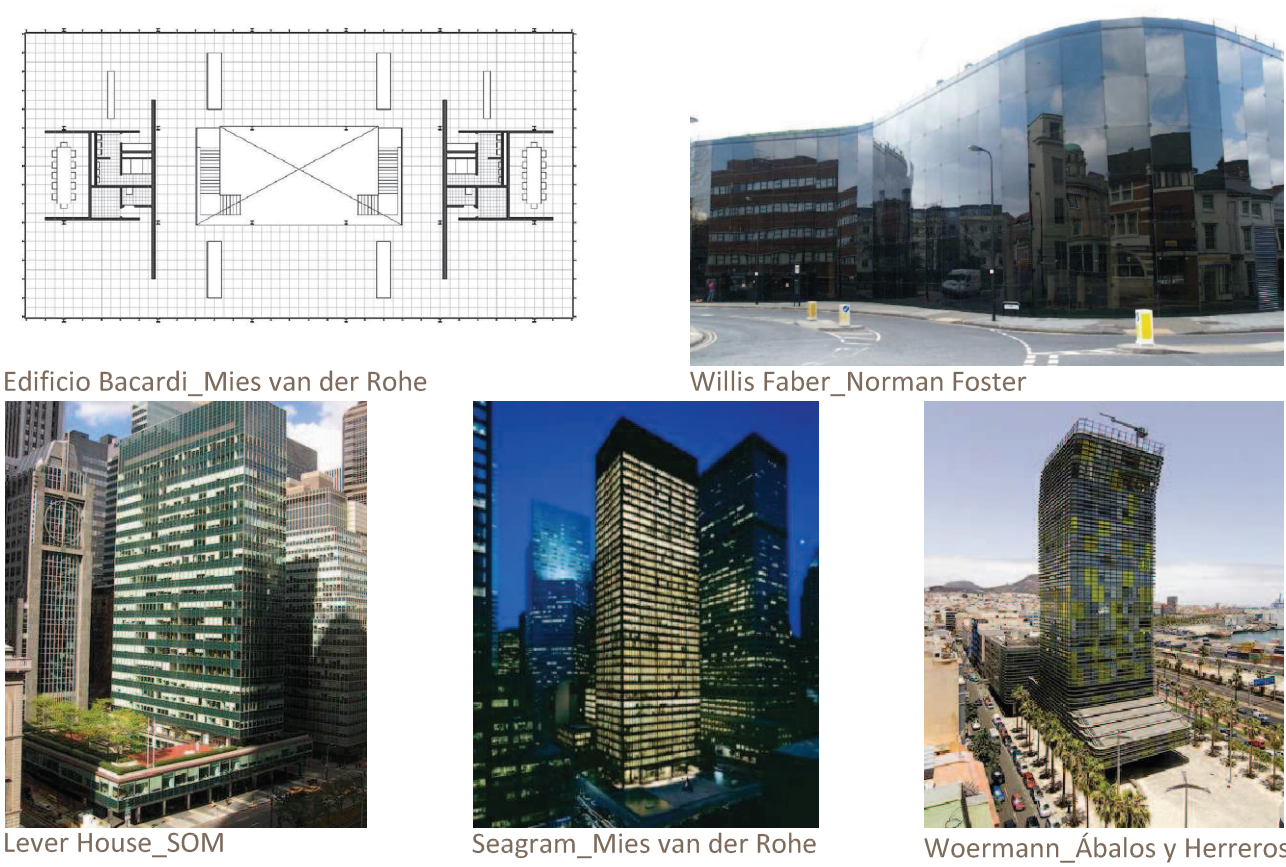 Edificio Bacardi_Mies van der Rohe
Willis Faber_Norman Foster
Lever House_SOM
Seagram_Mies van der Rohe
Woermann_Ábalos y Herreros